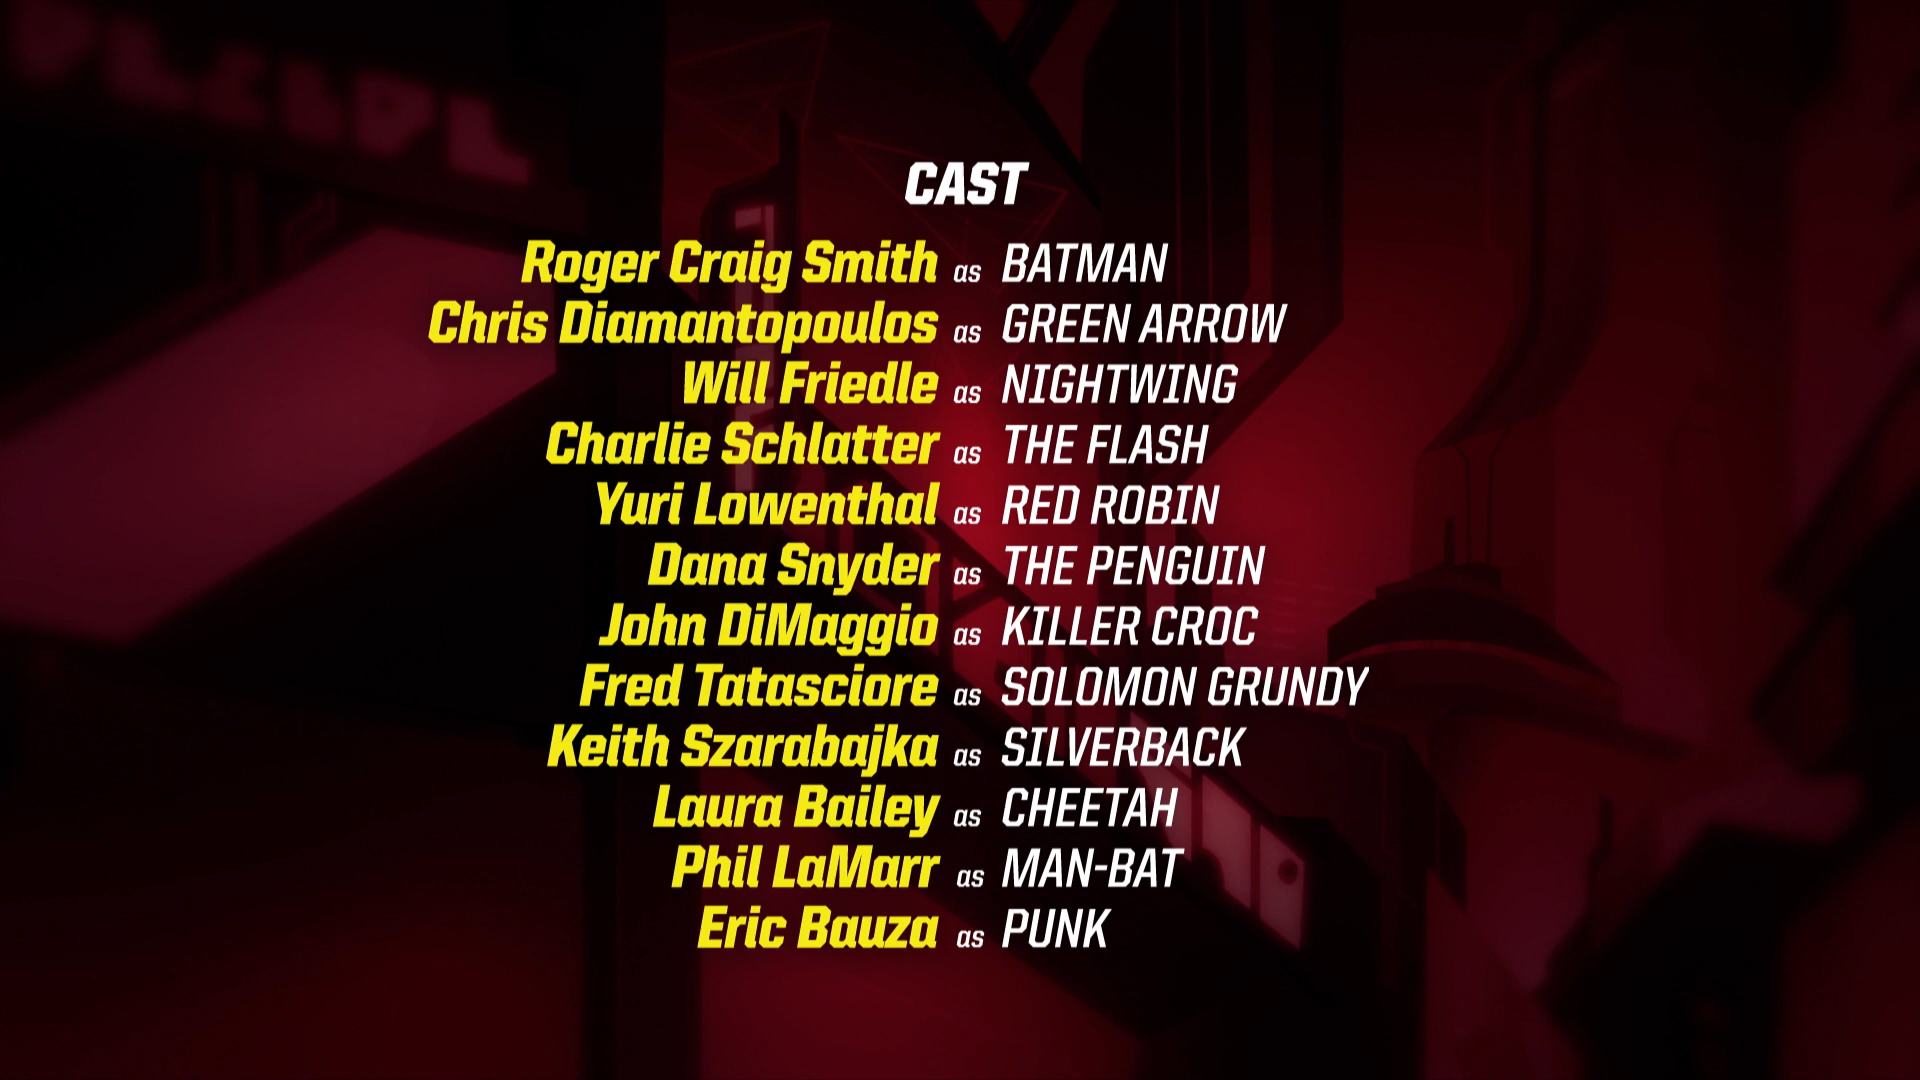 CAST
Roger Craig Smith as BATMAN
Chris Diamantopoulos as GREEN ARROW
Will Friedle as NIGHTWING
Charlie Schlatter as THE FLASH
Yuri Lowenthal as RED ROBIN
Dana Snyder as THE PENGUIN
John DiMaggio as KILLER CROC
Fred Tatasciore as SOLOMON GRUNDY
Keith Szarabajka as SILVERBACK
Laura Bailey as CHEETAH
Phil LaMarr as MAN-BAT
Eric Bauza as PUNK